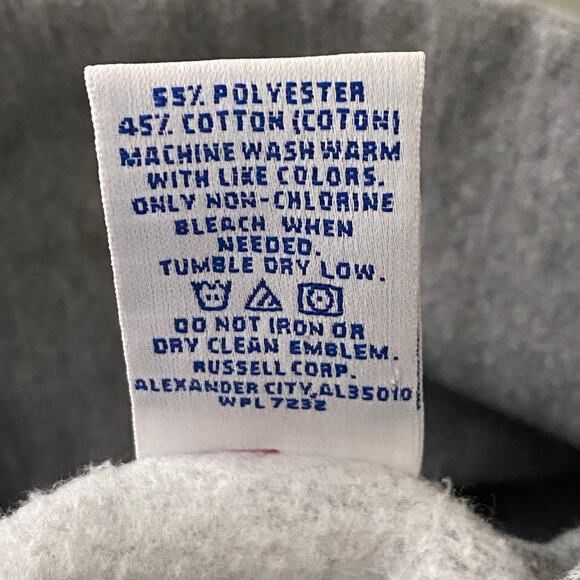 55% POLYESTER
45% COTTON (COTON)
MACHINE WASH WARM
WITH LIKE COLORS.
ONLY NON-CHLORINE
BLEACH WHEN
NEEDED.
TUMBLE DRY LOW.
DO NOT IRON OR
DRY CLEAN EMBLEM.
RUSSELL CORP.
ALEXANDER CITY,AL35010
WPL 7232